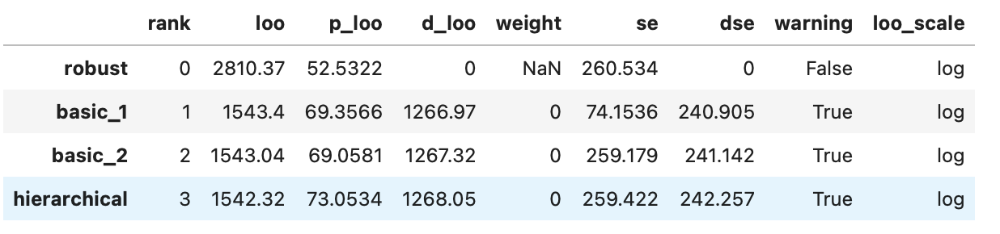 rank loo p_loo d_loo weight se dse warning loo_scale
robust 0 2810.37 52.5322 0 NaN 260.534 0 False log
basic_1 1 1543.4 69.3566 1266.97 0 74.1536 240.905 True log
basic_2 2 1543.04 69.0581 1267.32 0 259.179 241.142 True log
hierarchical 3 1542.32 73.0534 1268.05 0 259.422 242.257 True log